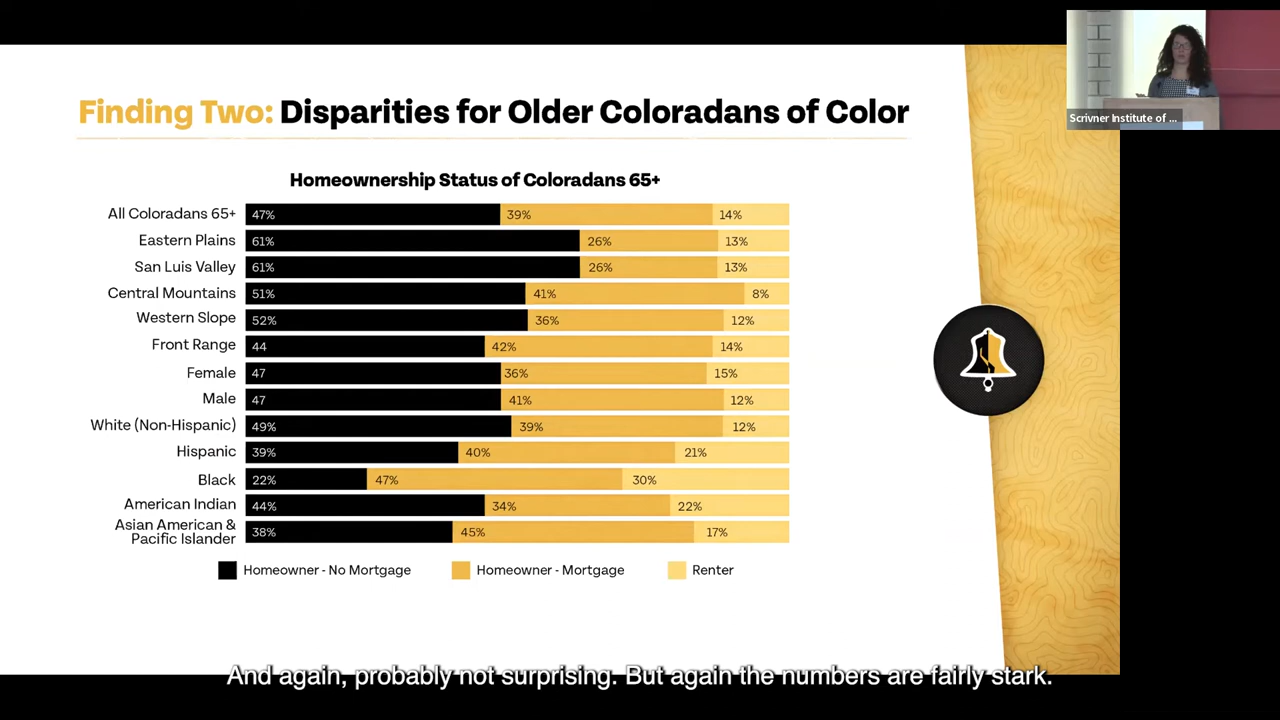 Scrivner Institute of ...
Finding Two: Disparities for Older Coloradans of Color
Homeownership Status of Coloradans 65+
All Coloradans 65+ 47% 39% 14%
Eastern Plains 61% 26% 13%
San Luis Valley 61% 26% 13%
Central Mountains 51% 41% 8%
Western Slope 52% 36% 12%
Front Range 44 42% 14%
Female 47 36% 15%
Male 47 41% 12%
White (Non-Hispanic) 49% 39% 12%
Hispanic 39% 40% 21%
Black 22% 47% 30%
American Indian 44% 34% 22%
Asian American &
Pacific Islander 38% 45% 17%
Homeowner - No Mortgage Homeowner - Mortgage Renter
And again, probably not surprising. But again the numbers are fairly stark.